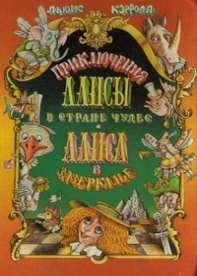 ЛЬЮИС КЭРРОЛЛ
ПРИКЛЮЧЕНИЯ
АЛИСЫ
В СТРАНЕ ЧУДЕС
АЛИСА
В
ЗАЗЕРКАЛЬЕ